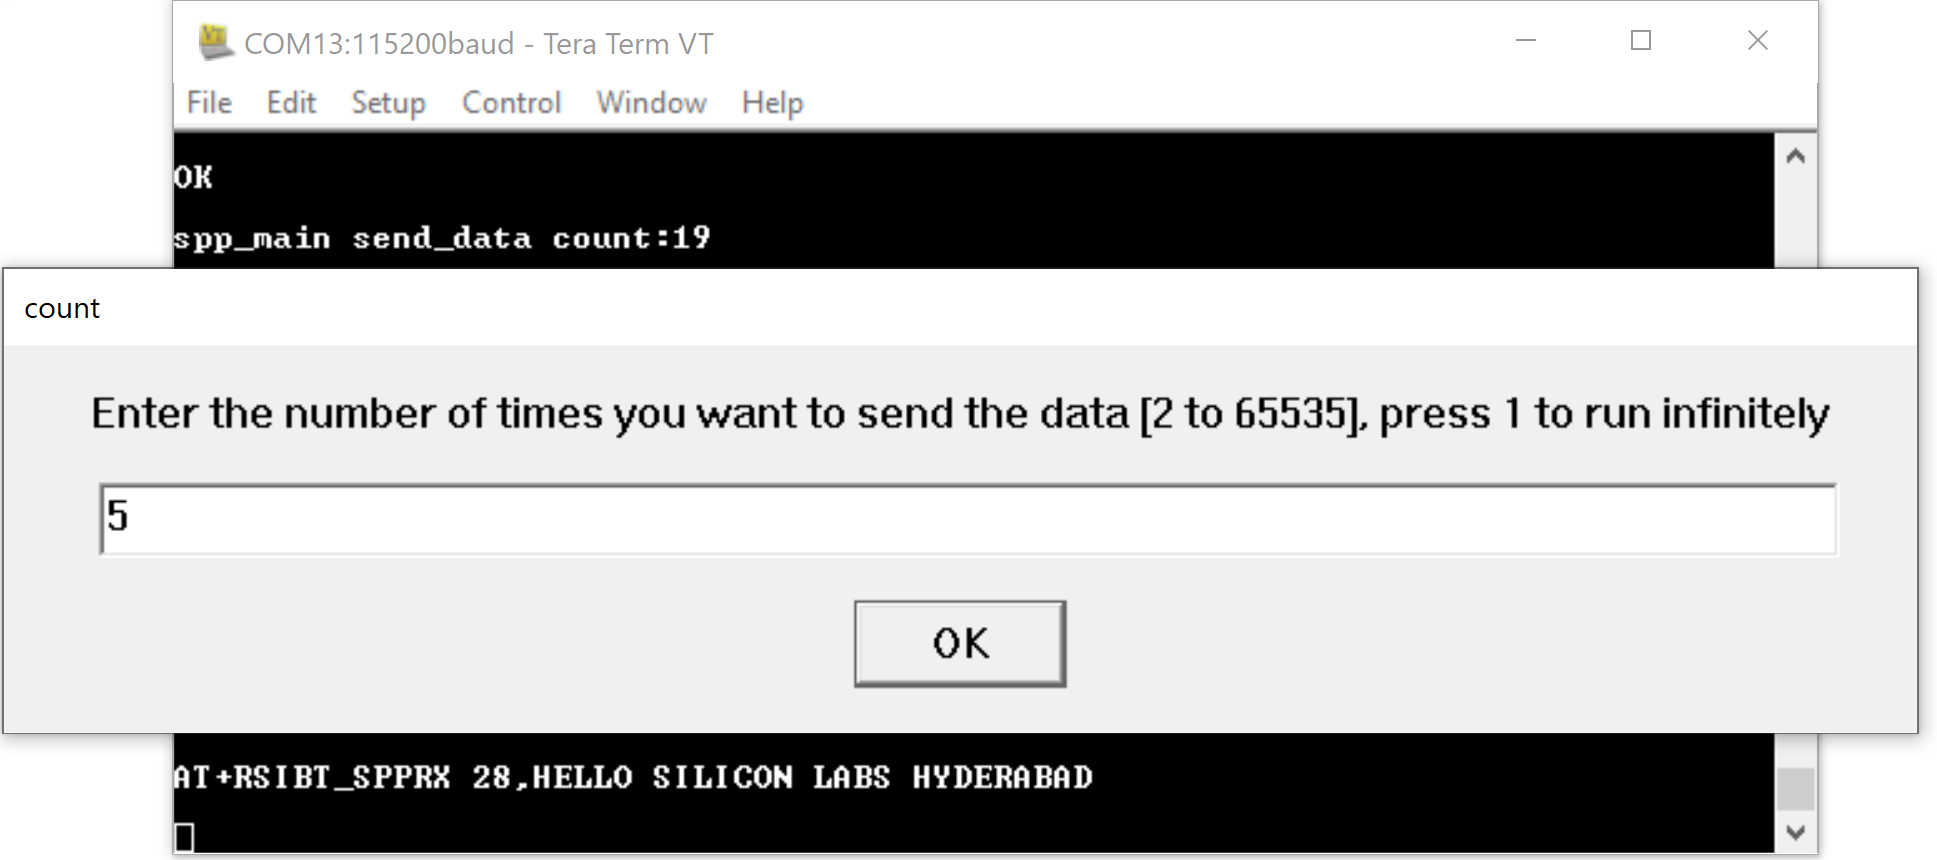 COM13:115200baud - Tera Term VT
File Edit Setup Control Window Help
OK
spp_main send_data count:19
count
Enter the number of times you want to send the data [2 to 65535], press 1 to run infinitely
5
OK
AT+RSIBT_SPPRX 28,HELLO SILICON LABS HYDERABAD